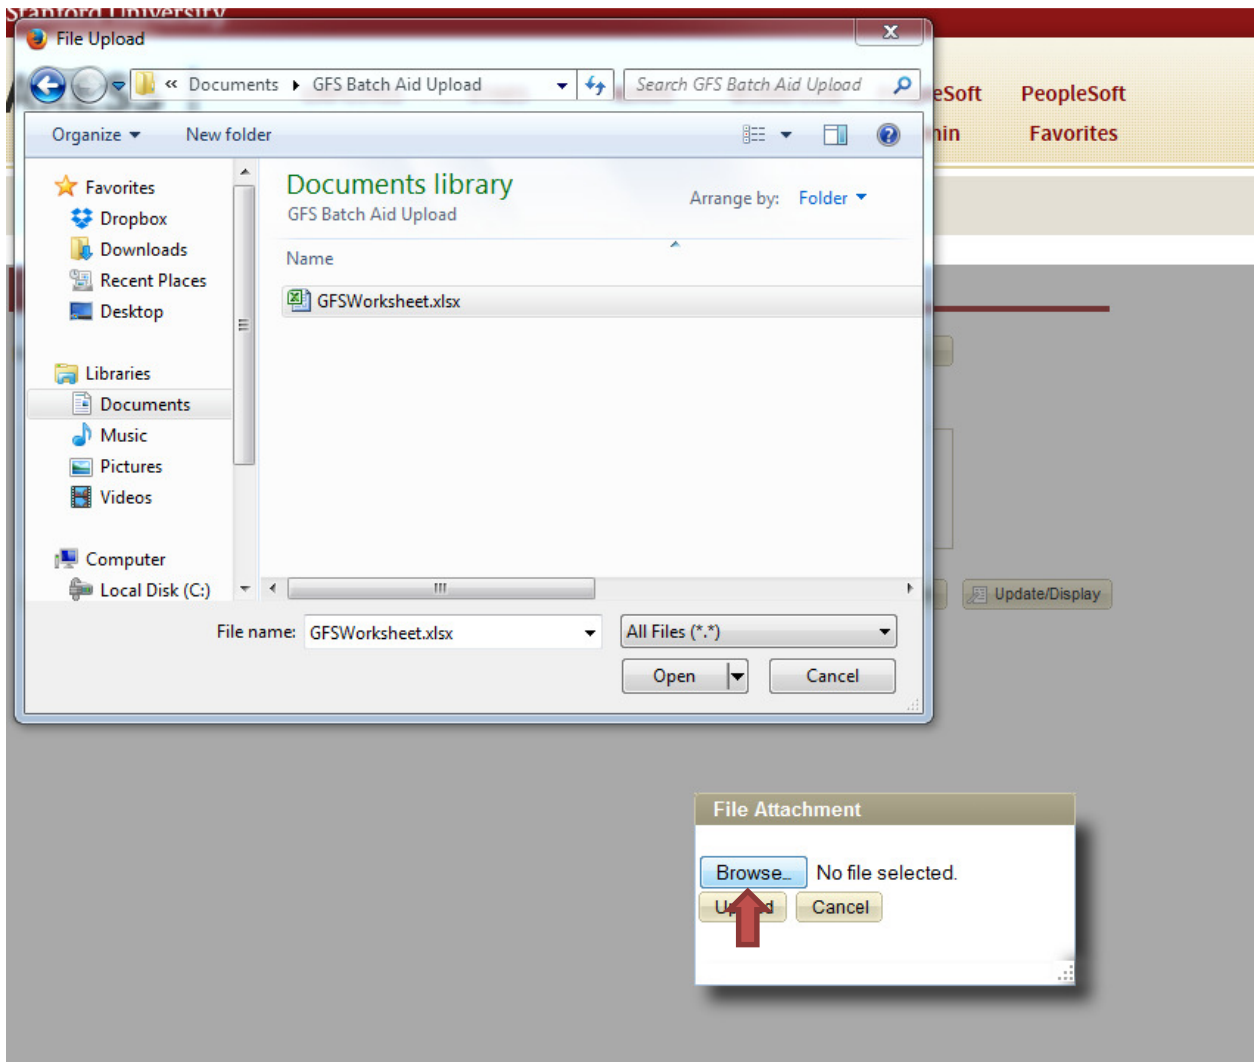 Stanford University
File Upload
« Documents ▸ GFS Batch Aid Upload
Search GFS Batch Aid Upload
PeopleSoft
Favorites
Organize
New folder
Favorites
Dropbox
Downloads
Recent Places
Desktop
Libraries
Documents
Music
Pictures
Videos
Computer
Local Disk (C:)
Documents library
GFS Batch Aid Upload
Arrange by: Folder
Name
GFSWorksheet.xlsx
Update/Display
File name: GFSWorksheet.xlsx
All Files (*.*)
Open
Cancel
File Attachment
Browse… No file selected.
Upload Cancel